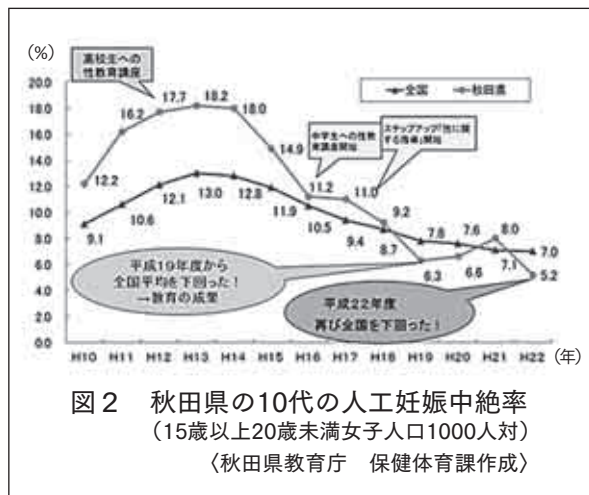 (%)
高校生への
性教育講座
全国 秋田県
20.0
18.0
16.0
14.0
12.0
10.0
8.0
6.0
4.0
2.0
0.0
12.2 16.2 17.7 18.2 18.0 14.9 11.2 11.0 9.2 6.3 6.6 8.0 5.2
9.1 10.6 12.1 13.0 12.8 11.9 10.5 9.4 8.7 7.8 7.6 7.1 7.0
中学生への性教
育講座開始
ステップアップ「性に関
する指導」開始
平成19年度から
全国平均を下回った！
→教育の成果
平成22年度
再び全国を下回った！
H10 H11 H12 H13 H14 H15 H16 H17 H18 H19 H20 H21 H22 (年)
図2 秋田県の10代の人工妊娠中絶率
（15歳以上20歳未満女子人口1000人対）
〈秋田県教育庁 保健体育課作成〉